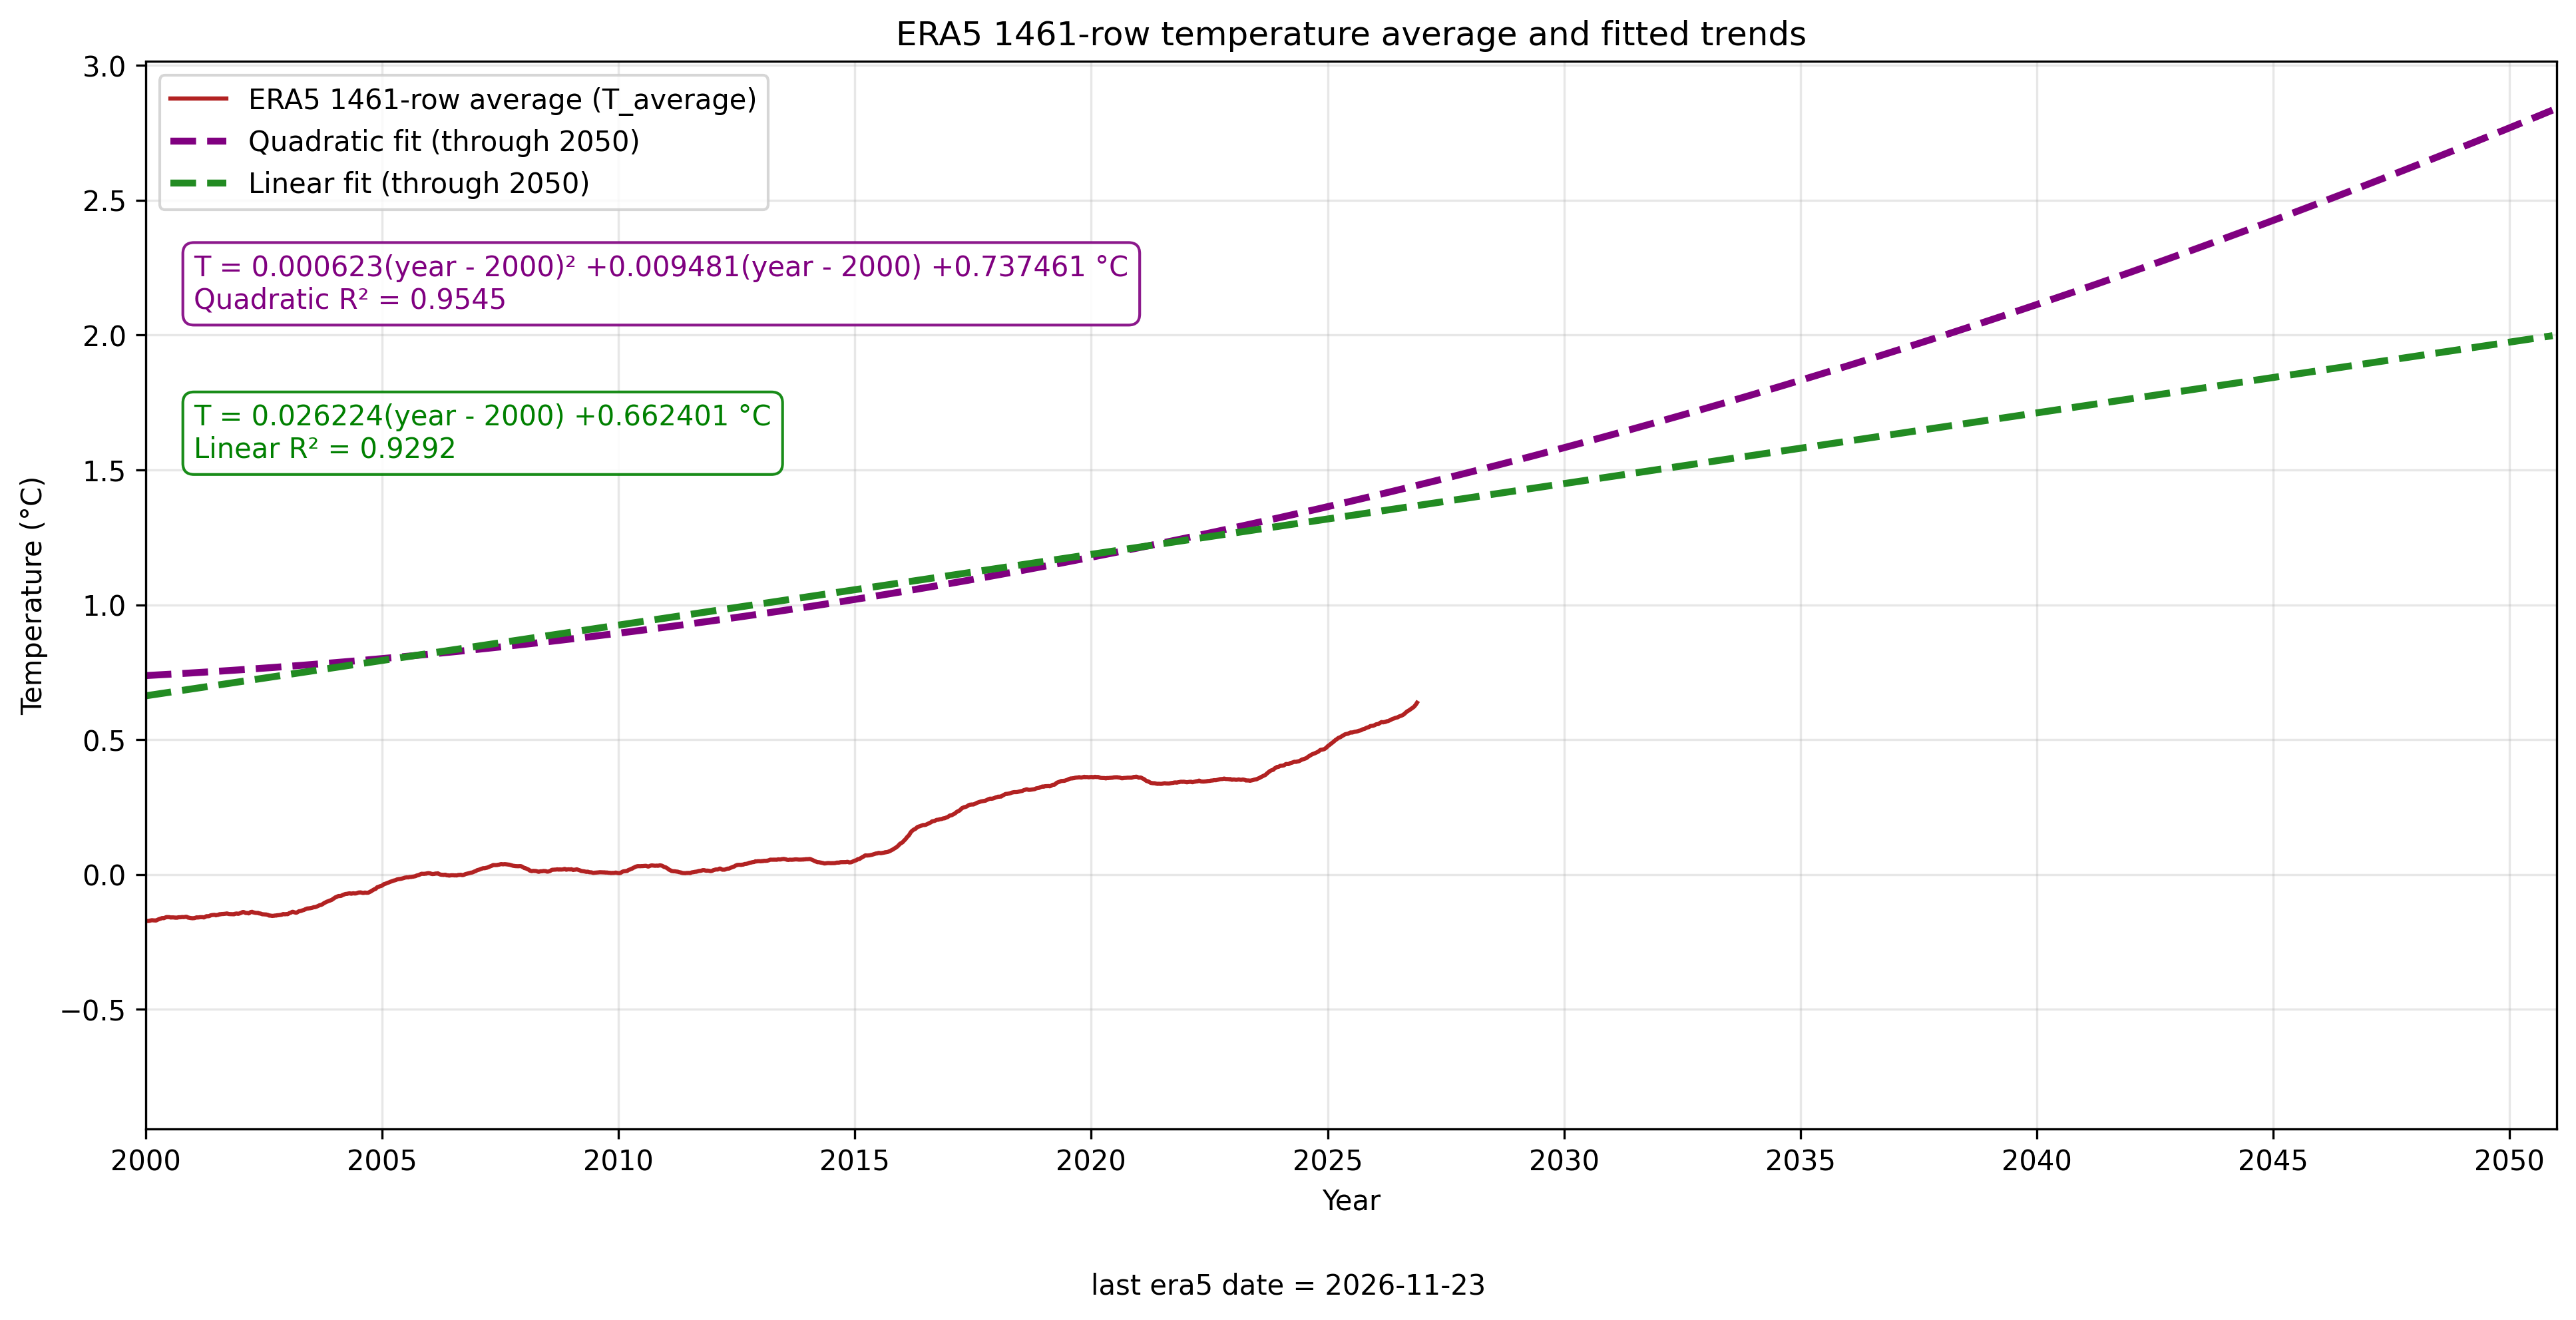 ERA5 1461-row temperature average and fitted trends
3.0
2.5
2.0
1.5
1.0
0.5
0.0
−0.5
Temperature (°C)
ERA5 1461-row average (T_average)
Quadratic fit (through 2050)
Linear fit (through 2050)
T = 0.000623(year - 2000)² +0.009481(year - 2000) +0.737461 °C
Quadratic R² = 0.9545
T = 0.026224(year - 2000) +0.662401 °C
Linear R² = 0.9292
2000 2005 2010 2015 2020 2025 2030 2035 2040 2045 2050
Year
last era5 date = 2026-11-23